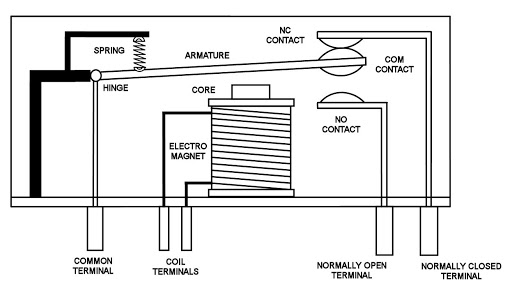 NC
CONTACT
SPRING
ARMATURE
COM
CONTACT
HINGE
CORE
NO
CONTACT
ELECTRO
MAGNET
COMMON
TERMINAL
COIL
TERMINALS
NORMALLY OPEN
TERMINAL
NORMALLY CLOSED
TERMINAL